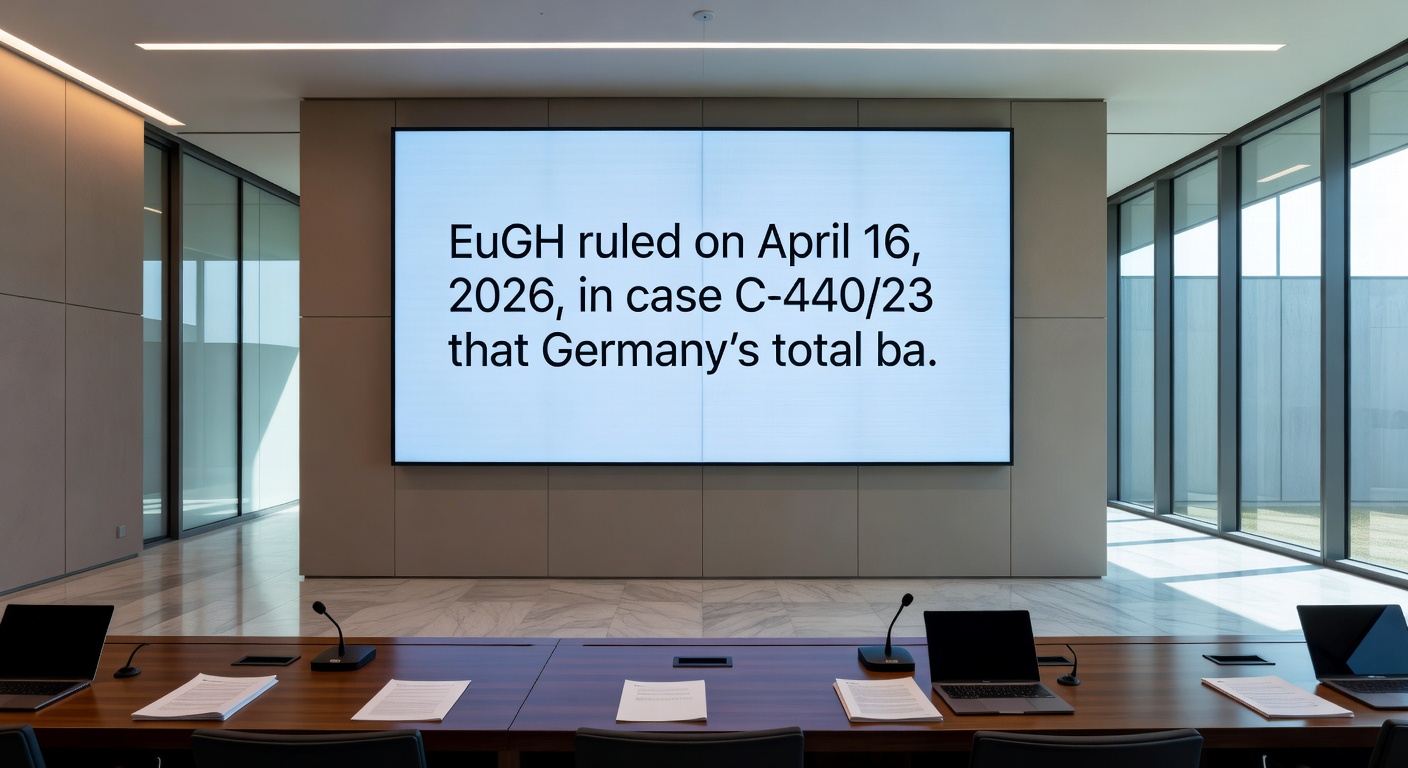 EuGH ruled on April 16,
2026, in case C-440/23
that Germany’s total ba.